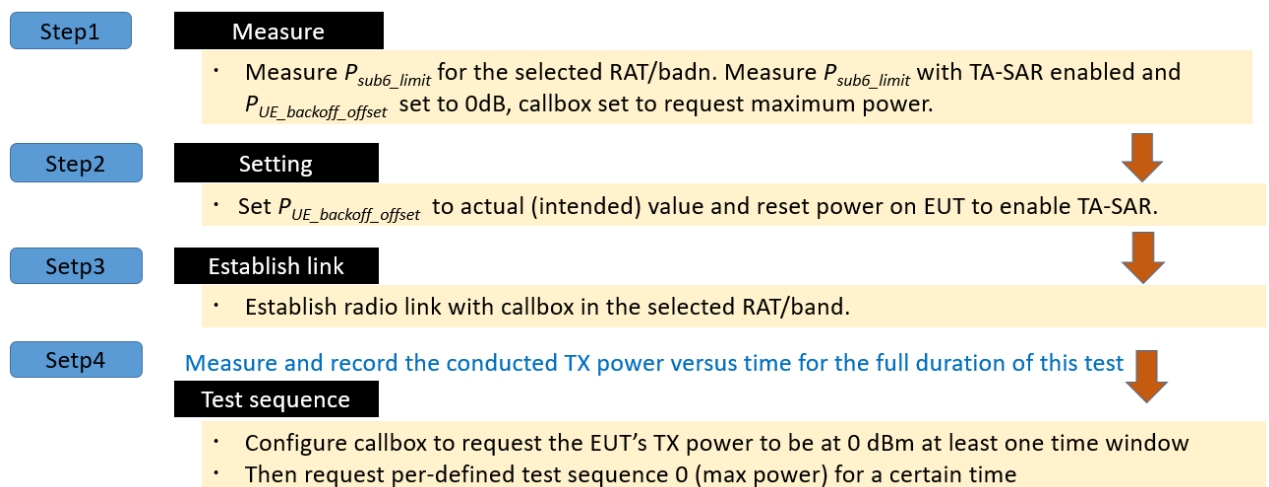 Step1
Measure
· Measure P_sub6_limit for the selected RAT/badn. Measure P_sub6_limit with TA-SAR enabled and
P_UE_backoff_offset set to 0dB, callbox set to request maximum power.
Step2
Setting
· Set P_UE_backoff_offset to actual (intended) value and reset power on EUT to enable TA-SAR.
Setp3
Establish link
· Establish radio link with callbox in the selected RAT/band.
Setp4
Measure and record the conducted TX power versus time for the full duration of this test
Test sequence
· Configure callbox to request the EUT’s TX power to be at 0 dBm at least one time window
· Then request per-defined test sequence 0 (max power) for a certain time